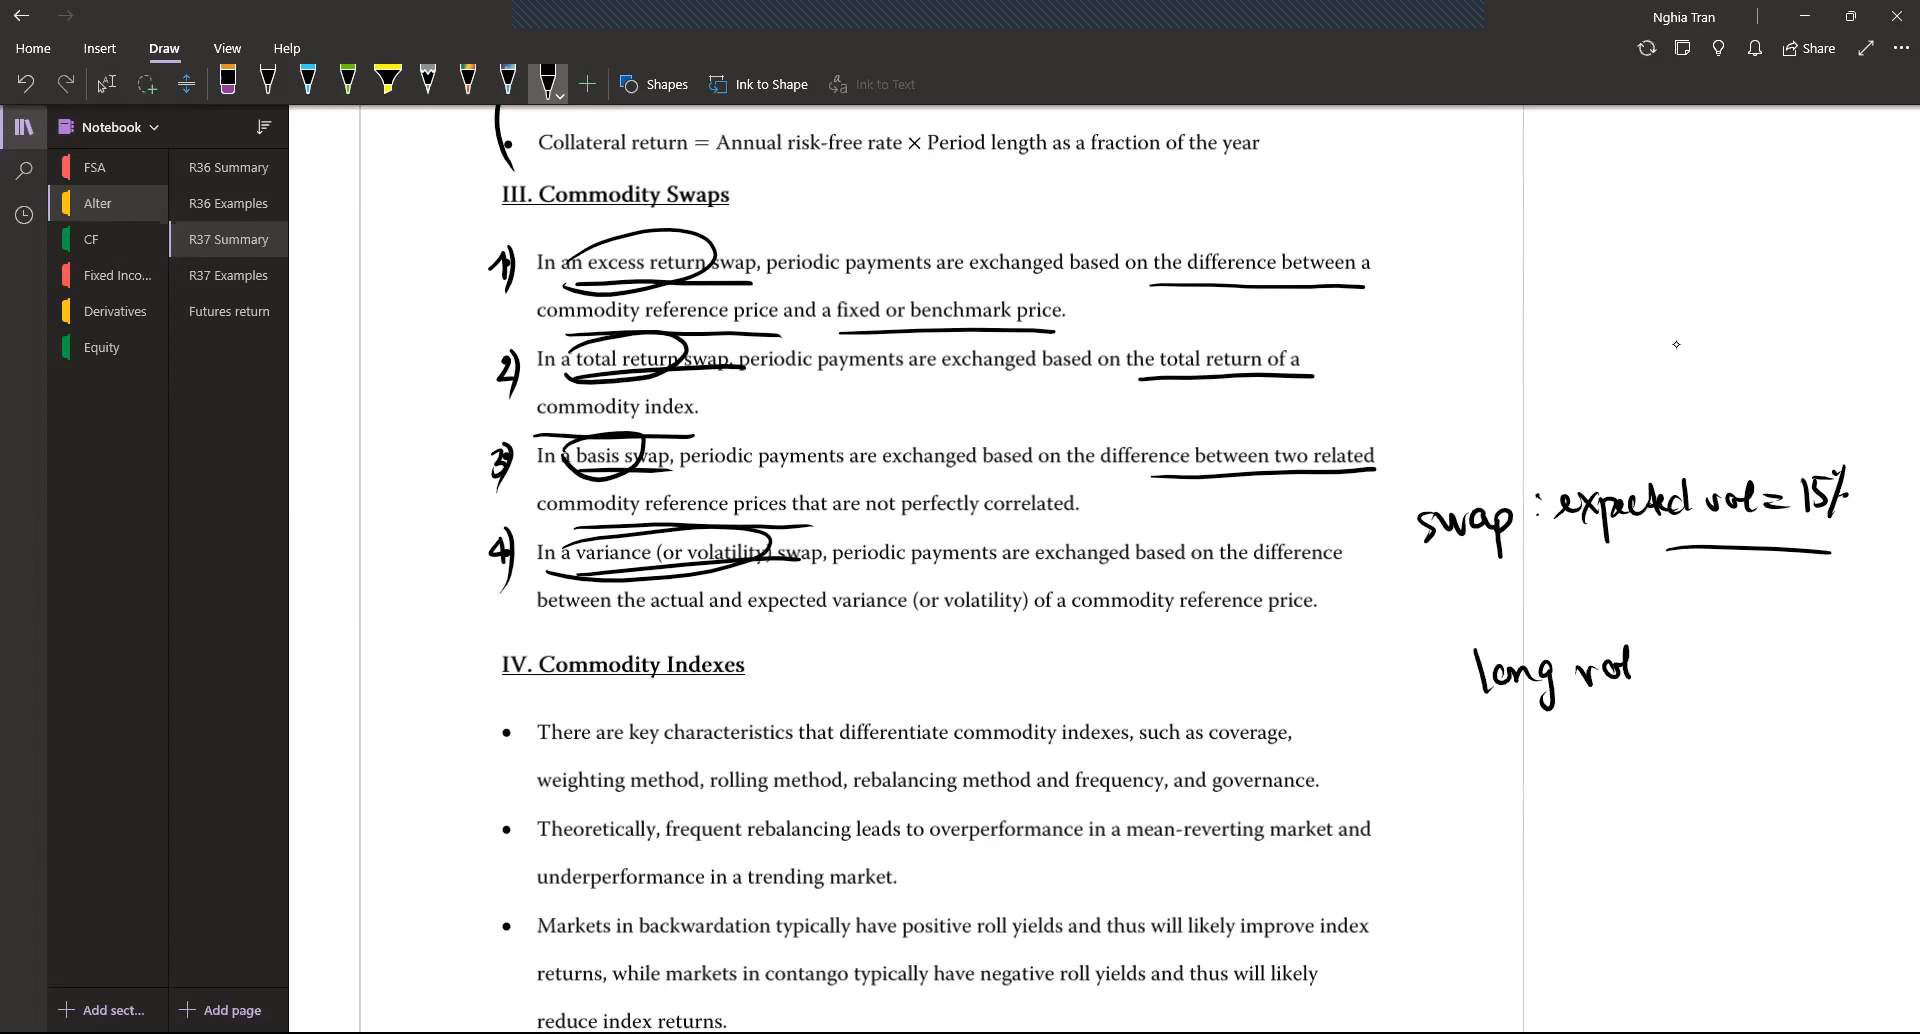 Nghia Tran
Home Insert Draw View Help
Share
Shapes Ink to Shape Ink to Text
Notebook
FSA
Alter
CF
Fixed Inco...
Derivatives
Equity
R36 Summary
R36 Examples
R37 Summary
R37 Examples
Futures return
Add sect...
Add page
• Collateral return = Annual risk-free rate × Period length as a fraction of the year
III. Commodity Swaps
1) In an excess return swap, periodic payments are exchanged based on the difference between a
commodity reference price and a fixed or benchmark price.
2) In a total return swap, periodic payments are exchanged based on the total return of a
commodity index.
3) In a basis swap, periodic payments are exchanged based on the difference between two related
commodity reference prices that are not perfectly correlated.
4) In a variance (or volatility) swap, periodic payments are exchanged based on the difference
between the actual and expected variance (or volatility) of a commodity reference price.
swap : expected vol = 15%
long vol
IV. Commodity Indexes
• There are key characteristics that differentiate commodity indexes, such as coverage,
weighting method, rolling method, rebalancing method and frequency, and governance.
• Theoretically, frequent rebalancing leads to overperformance in a mean-reverting market and
underperformance in a trending market.
• Markets in backwardation typically have positive roll yields and thus will likely improve index
returns, while markets in contango typically have negative roll yields and thus will likely
reduce index returns.